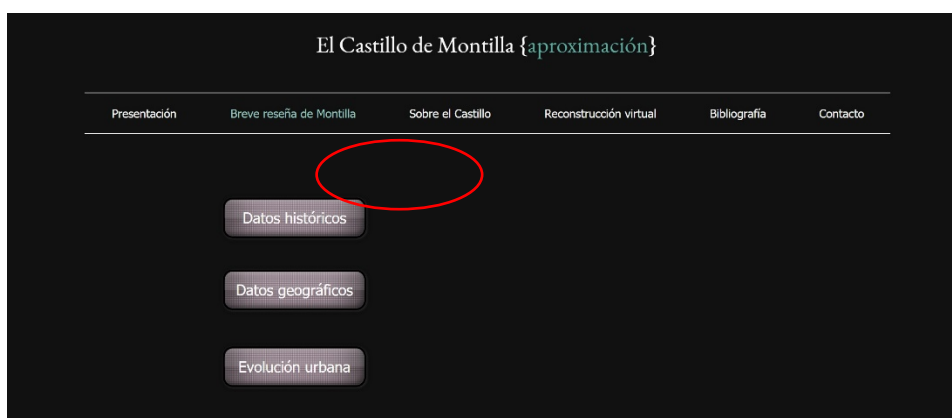 El Castillo de Montilla {aproximación}
Presentación Breve reseña de Montilla Sobre el Castillo Reconstrucción virtual Bibliografía Contacto
Datos históricos
Datos geográficos
Evolución urbana